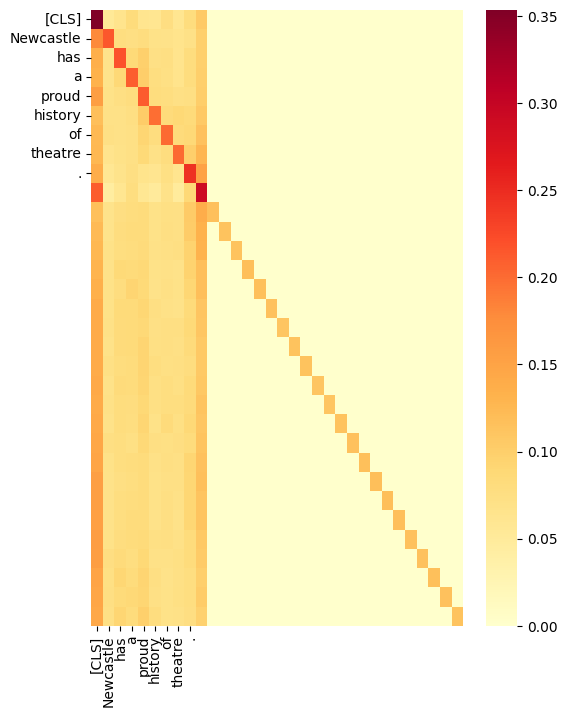 [CLS]
Newcastle
has
a
proud
history
of
theatre
.
0.35
0.30
0.25
0.20
0.15
0.10
0.05
0.00
[CLS]
Newcastle
has
a
proud
history
of
theatre
.